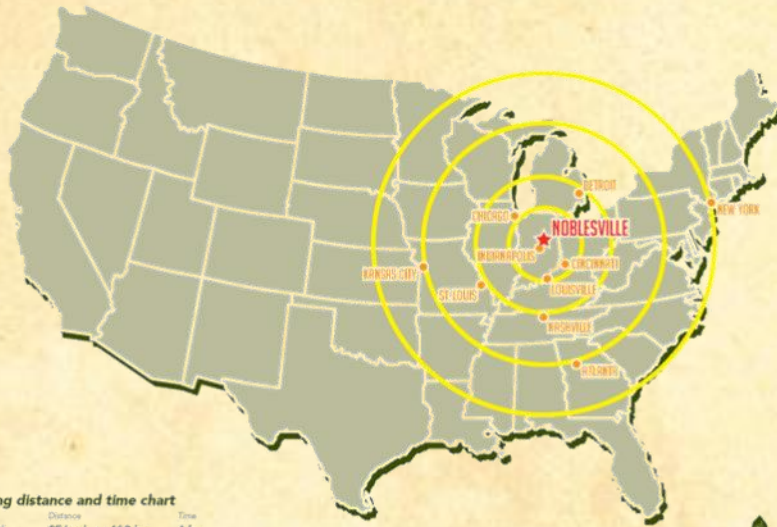 DETROIT
CHICAGO
NEW YORK
NOBLESVILLE
INDIANAPOLIS
CINCINNATI
KANSAS CITY
LOUISVILLE
ST. LOUIS
NASHVILLE
ATLANTA
distance and time chart
Distance Time